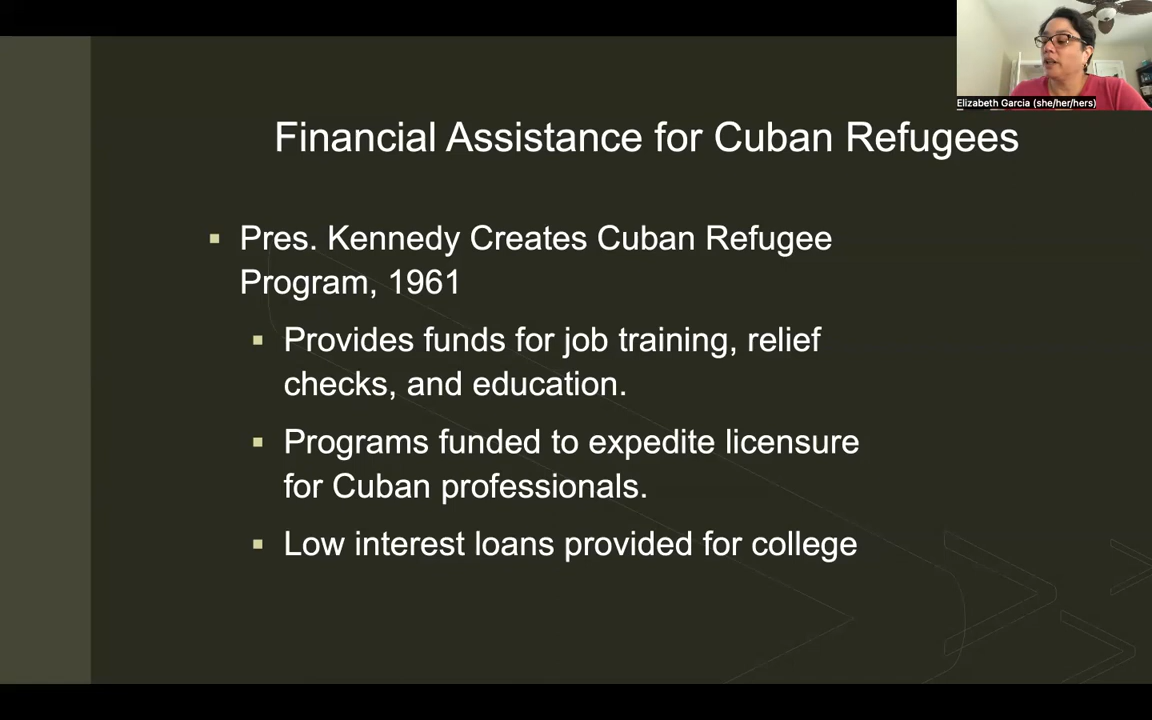 Elizabeth Garcia (she/her/hers)
Financial Assistance for Cuban Refugees
▪ Pres. Kennedy Creates Cuban Refugee
Program, 1961
▪ Provides funds for job training, relief
checks, and education.
▪ Programs funded to expedite licensure
for Cuban professionals.
▪ Low interest loans provided for college